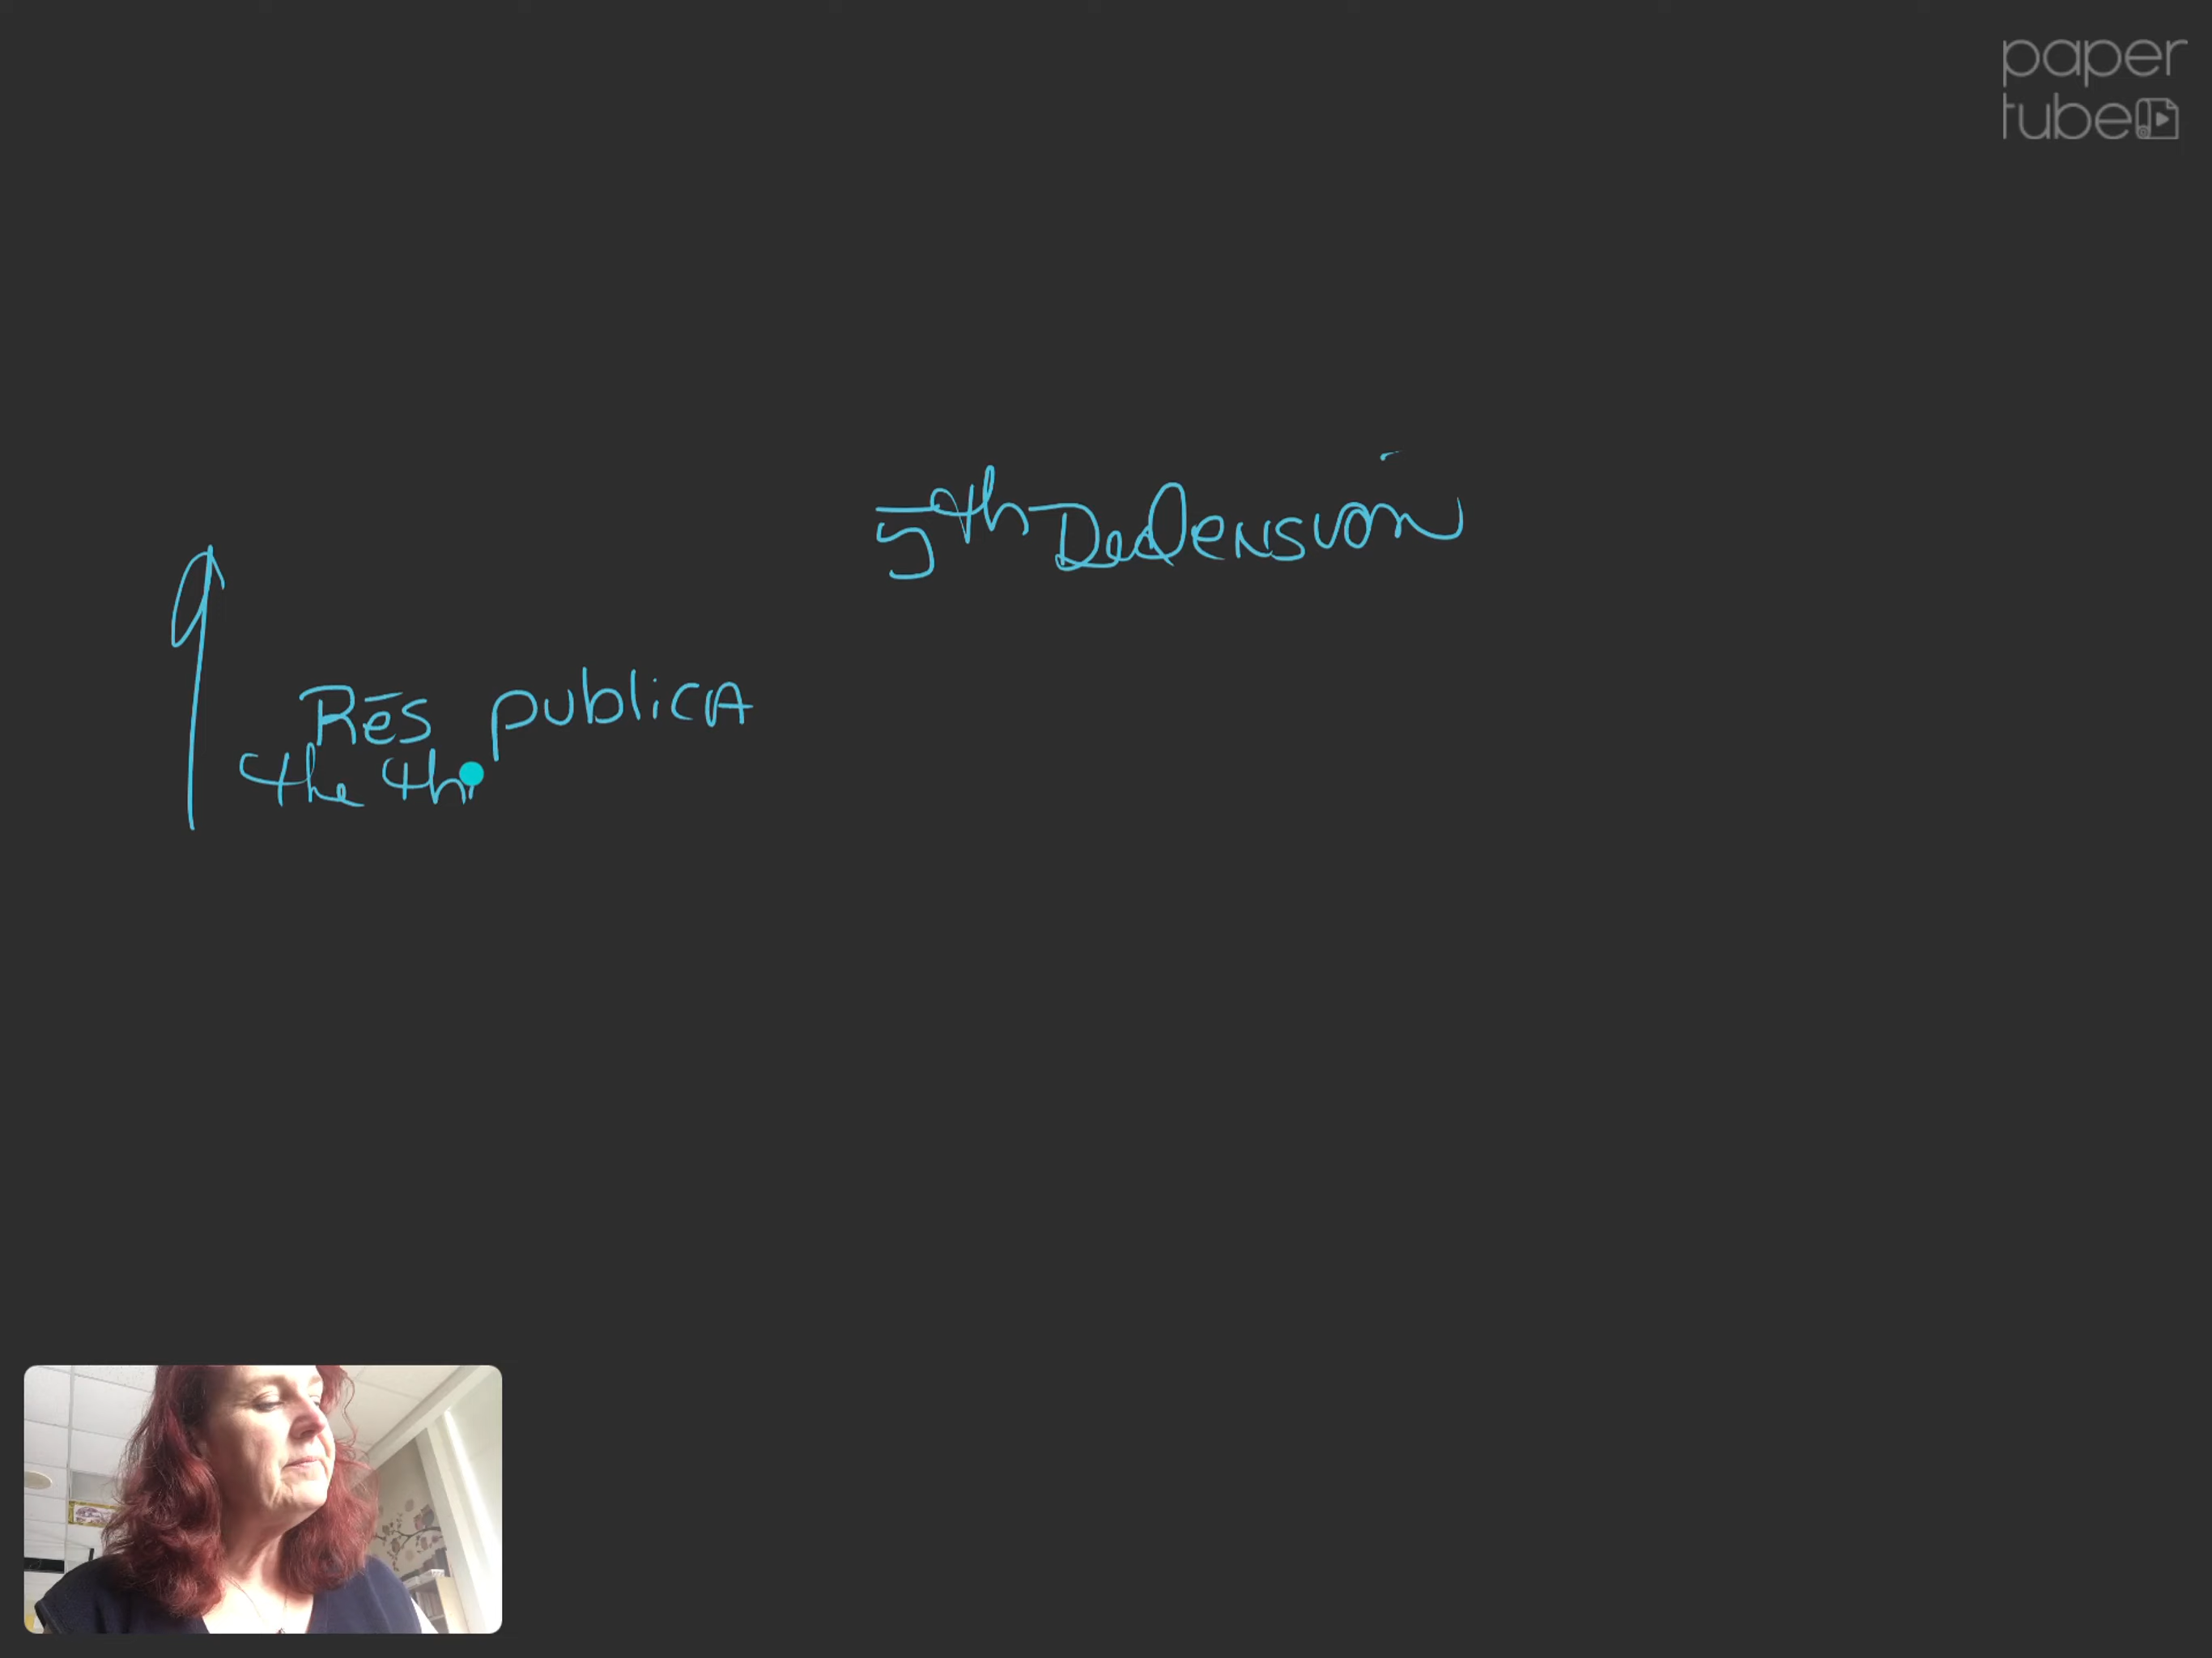 paper
tube
5th Declension
Rēs publica
the thi